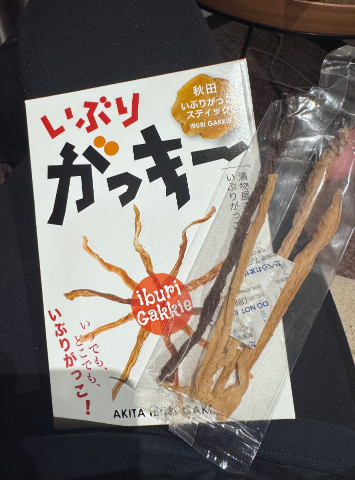 秋田
いぶりがっこ
スティック
IBURI GAKKIE
いぶり
がっキー
漬物屋
いぶりがっこ
iburi
Gakkie
いつでも、
どこでも、
いぶりがっこ！
DO NOT
AKITA